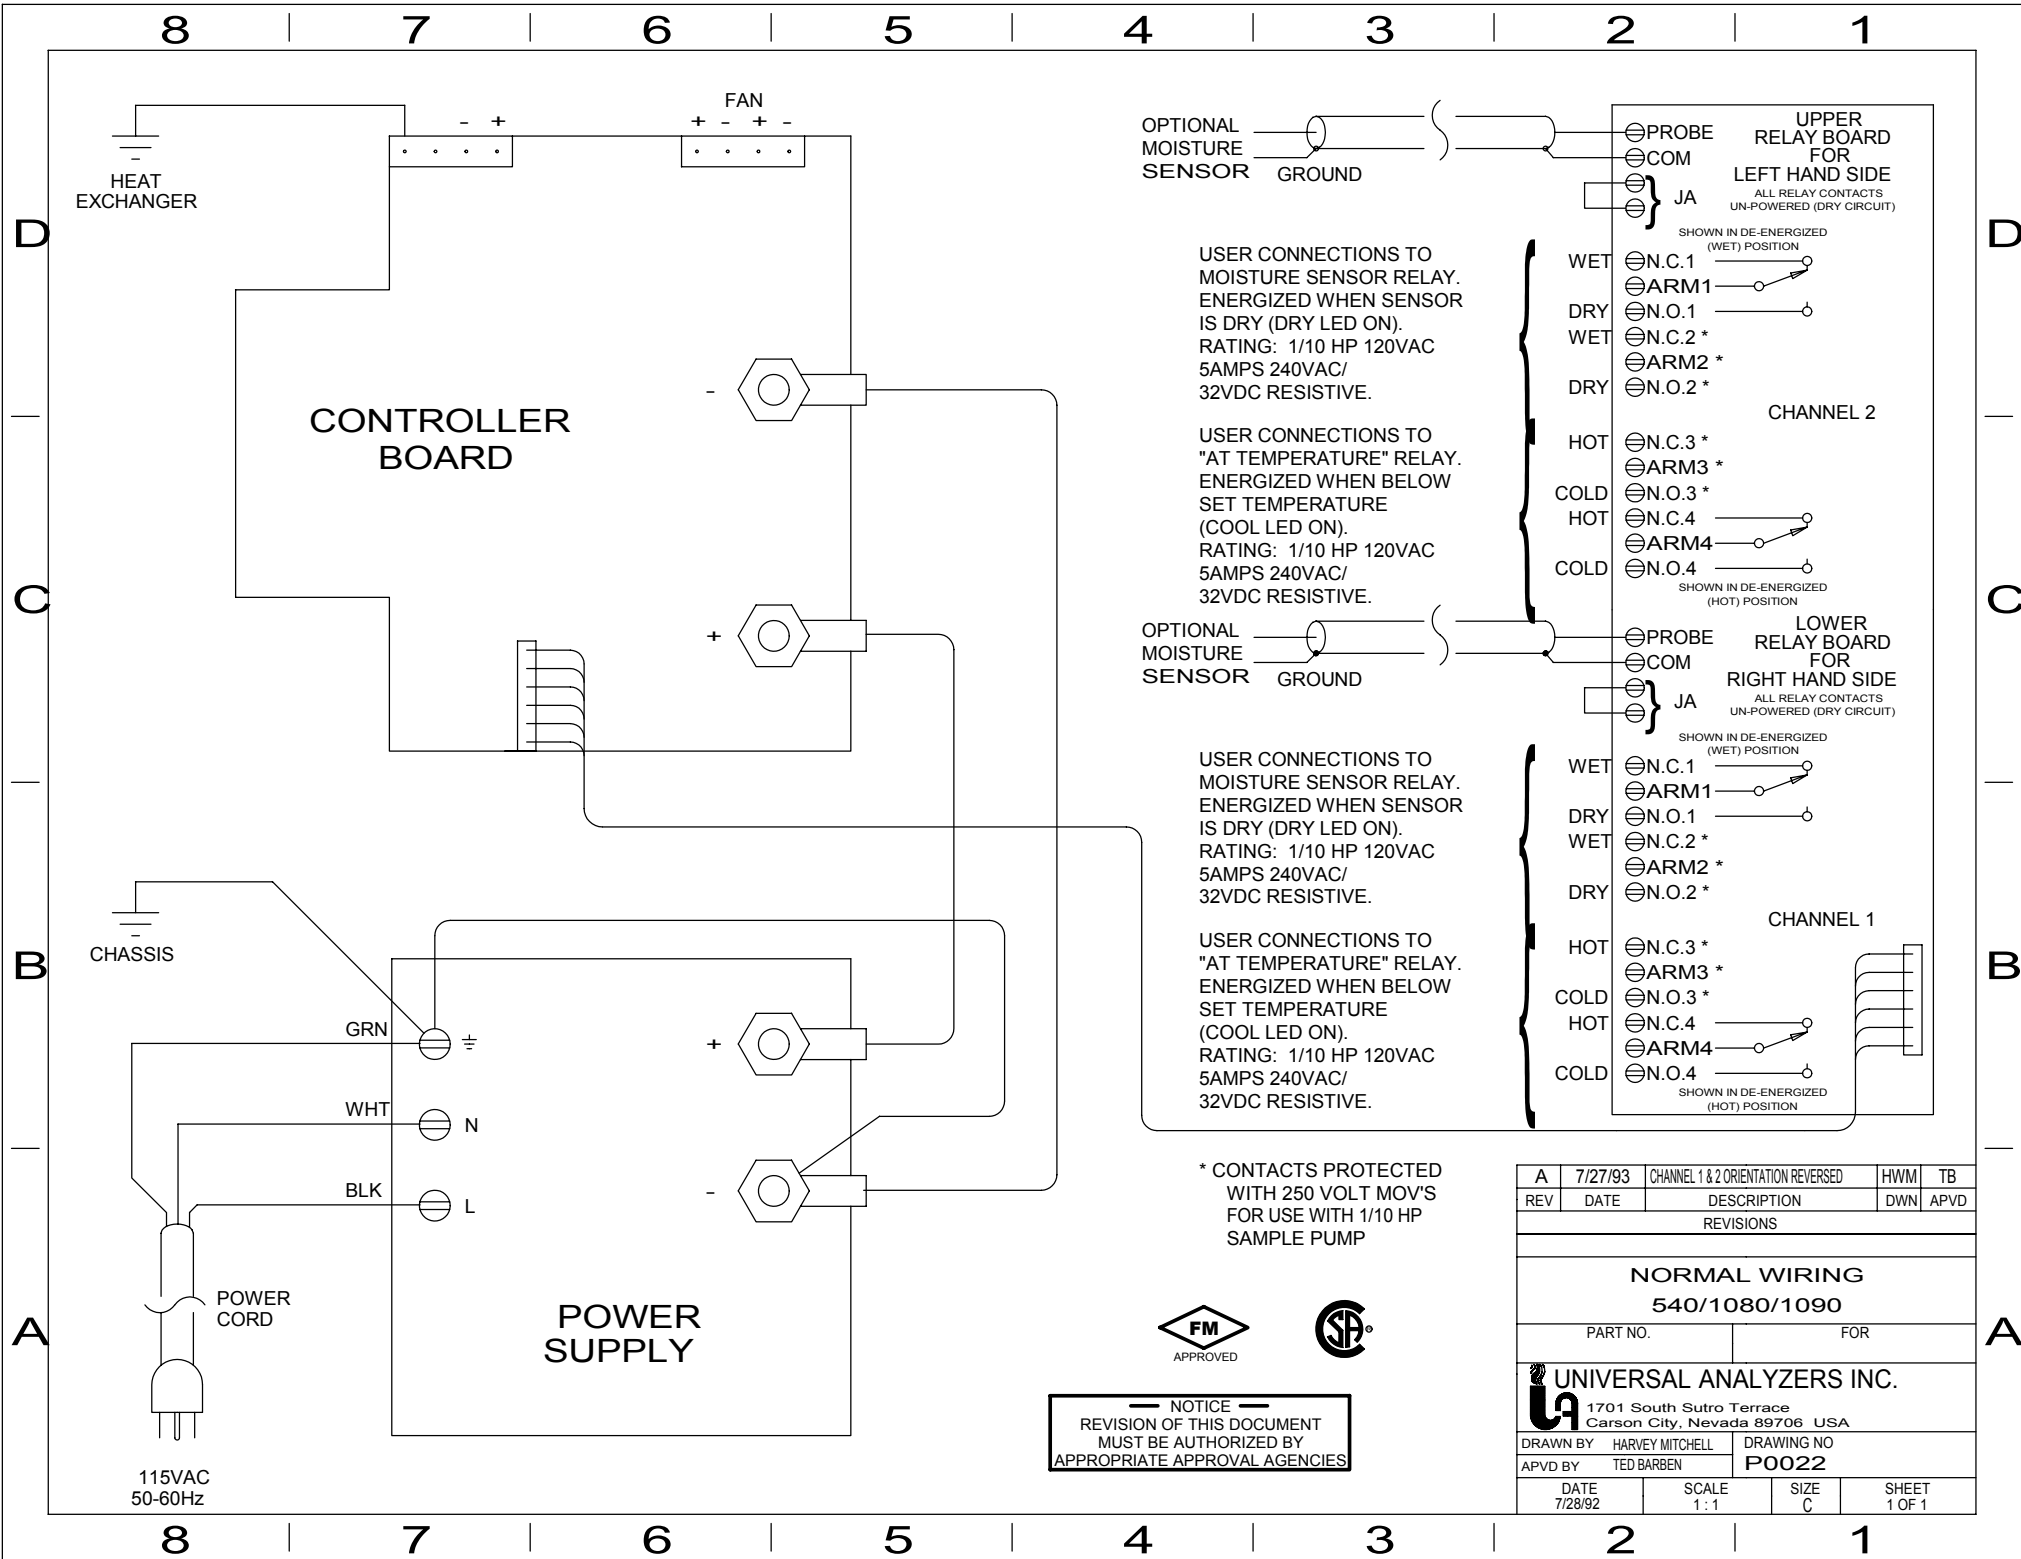 8 7 6 5 4 3 2 1
D
C
B
A
HEAT
EXCHANGER
- +
FAN
+ - + -
CONTROLLER
BOARD
-
+
CHASSIS
GRN
WHT
N
BLK
L
+
-
POWER
SUPPLY
POWER
CORD
115VAC
50-60Hz
OPTIONAL
MOISTURE
SENSOR
GROUND
PROBE
COM
JA
UPPER
RELAY BOARD
FOR
LEFT HAND SIDE
ALL RELAY CONTACTS
UN-POWERED (DRY CIRCUIT)
SHOWN IN DE-ENERGIZED
(WET) POSITION
USER CONNECTIONS TO
MOISTURE SENSOR RELAY.
ENERGIZED WHEN SENSOR
IS DRY (DRY LED ON).
RATING: 1/10 HP 120VAC
5AMPS 240VAC/
32VDC RESISTIVE.
WET N.C.1
ARM1
DRY N.O.1
WET N.C.2 *
ARM2 *
DRY N.O.2 *
CHANNEL 2
USER CONNECTIONS TO
"AT TEMPERATURE" RELAY.
ENERGIZED WHEN BELOW
SET TEMPERATURE
(COOL LED ON).
RATING: 1/10 HP 120VAC
5AMPS 240VAC/
32VDC RESISTIVE.
HOT N.C.3 *
ARM3 *
COLD N.O.3 *
HOT N.C.4
ARM4
COLD N.O.4
SHOWN IN DE-ENERGIZED
(HOT) POSITION
OPTIONAL
MOISTURE
SENSOR
GROUND
PROBE
COM
JA
LOWER
RELAY BOARD
FOR
RIGHT HAND SIDE
ALL RELAY CONTACTS
UN-POWERED (DRY CIRCUIT)
SHOWN IN DE-ENERGIZED
(WET) POSITION
USER CONNECTIONS TO
MOISTURE SENSOR RELAY.
ENERGIZED WHEN SENSOR
IS DRY (DRY LED ON).
RATING: 1/10 HP 120VAC
5AMPS 240VAC/
32VDC RESISTIVE.
WET N.C.1
ARM1
DRY N.O.1
WET N.C.2 *
ARM2 *
DRY N.O.2 *
CHANNEL 1
USER CONNECTIONS TO
"AT TEMPERATURE" RELAY.
ENERGIZED WHEN BELOW
SET TEMPERATURE
(COOL LED ON).
RATING: 1/10 HP 120VAC
5AMPS 240VAC/
32VDC RESISTIVE.
HOT N.C.3 *
ARM3 *
COLD N.O.3 *
HOT N.C.4
ARM4
COLD N.O.4
SHOWN IN DE-ENERGIZED
(HOT) POSITION
* CONTACTS PROTECTED
WITH 250 VOLT MOV'S
FOR USE WITH 1/10 HP
SAMPLE PUMP
FM
APPROVED
CSA ®
NOTICE
REVISION OF THIS DOCUMENT
MUST BE AUTHORIZED BY
APPROPRIATE APPROVAL AGENCIES
A 7/27/93 CHANNEL 1 & 2 ORIENTATION REVERSED HWM TB
REV DATE DESCRIPTION DWN APVD
REVISIONS
NORMAL WIRING
540/1080/1090
PART NO. FOR
UA
UNIVERSAL ANALYZERS INC.
1701 South Sutro Terrace
Carson City, Nevada 89706 USA
DRAWN BY HARVEY MITCHELL
APVD BY TED BARBEN
DRAWING NO
P0022
DATE
7/28/92
SCALE
1 : 1
SIZE
C
SHEET
1 OF 1
D
C
B
A
8 7 6 5 4 3 2 1